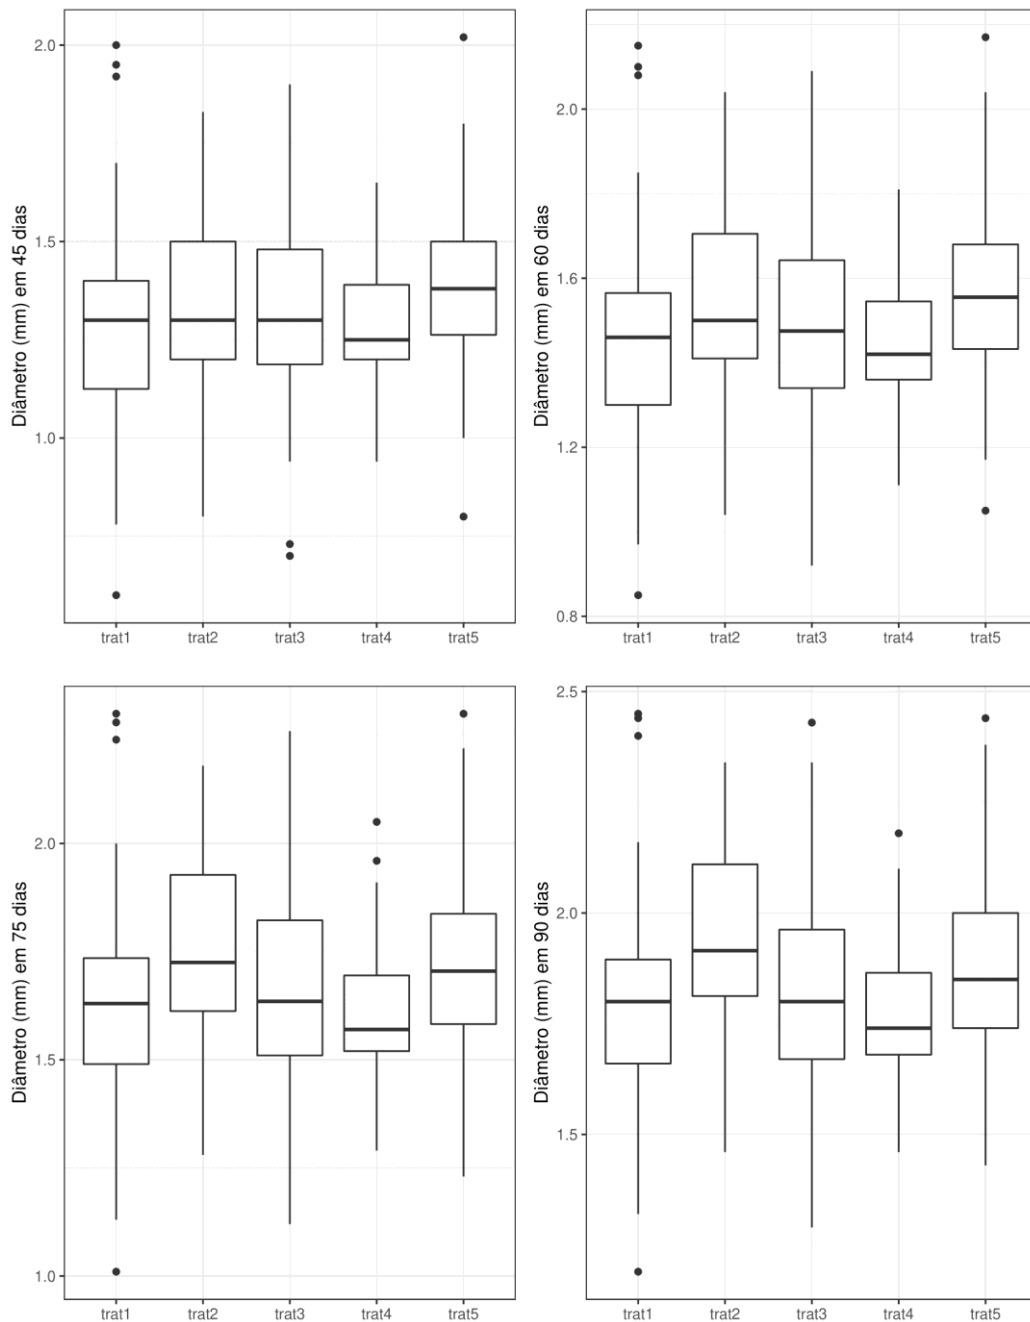 Diâmetro (mm) em 45 dias
2.0
1.5
1.0
trat1 trat2 trat3 trat4 trat5
Diâmetro (mm) em 60 dias
2.0
1.6
1.2
0.8
trat1 trat2 trat3 trat4 trat5
Diâmetro (mm) em 75 dias
2.0
1.5
1.0
trat1 trat2 trat3 trat4 trat5
Diâmetro (mm) em 90 dias
2.5
2.0
1.5
trat1 trat2 trat3 trat4 trat5